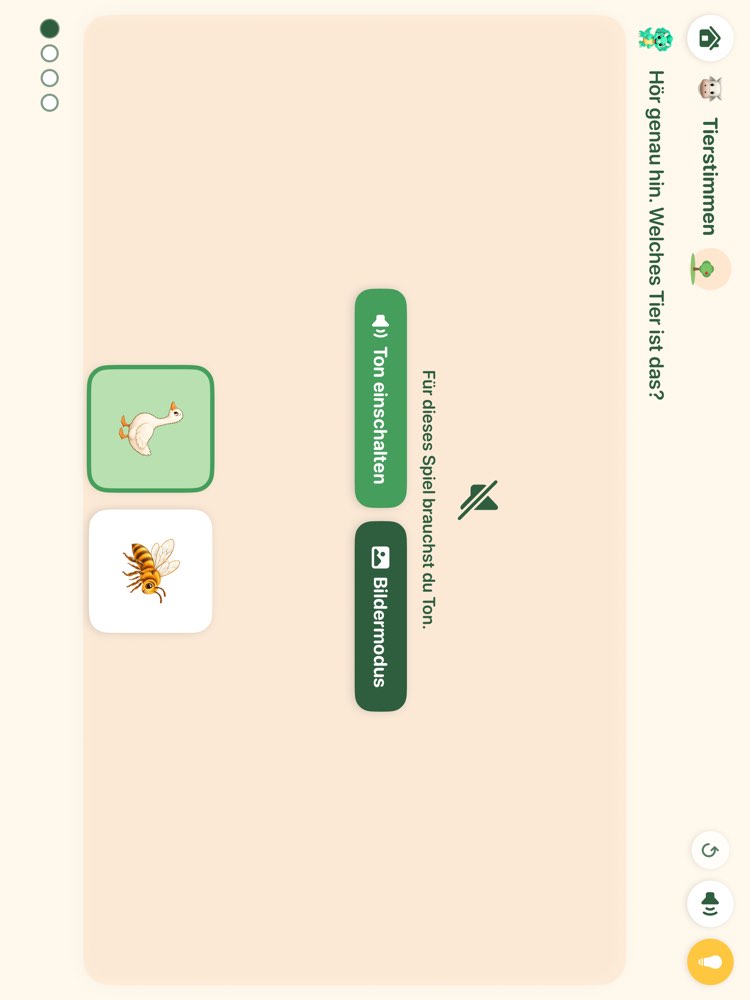 Tierstimmen
Hör genau hin. Welches Tier ist das?
Für dieses Spiel brauchst du Ton.
Ton einschalten
Bildermodus